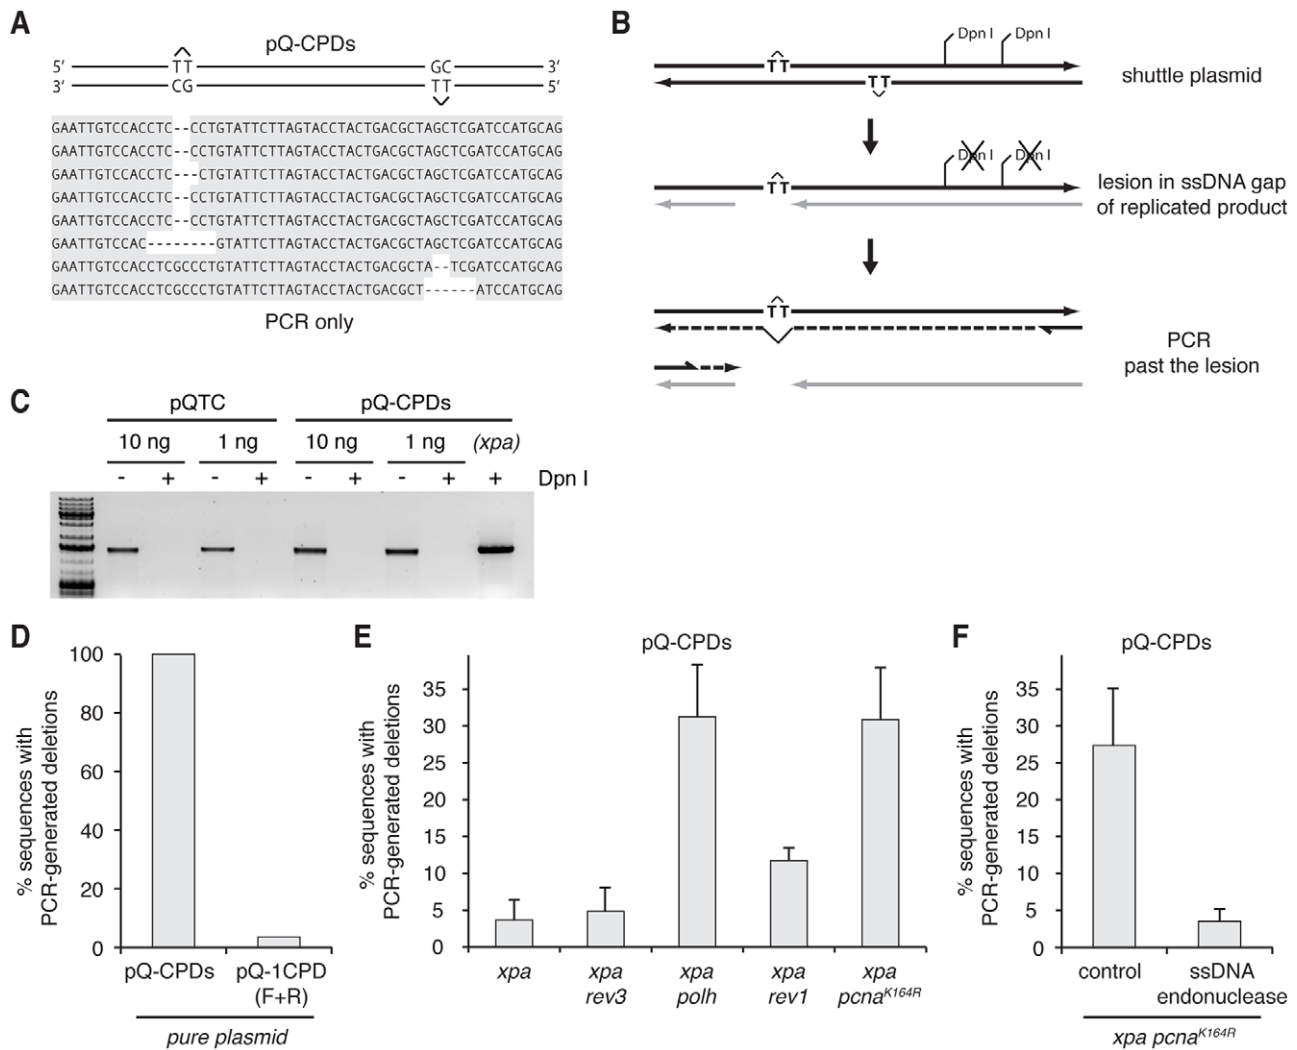 A
pQ-CPDs
5' TT GC 3'
3' CG TT 5'
GAATTGTCCACCTC--CCTGTATTCTTAGTACCTACTGACGCTAGCTCGATCCATGCAG
GAATTGTCCACCTC--CCTGTATTCTTAGTACCTACTGACGCTAGCTCGATCCATGCAG
GAATTGTCCACCTC---CTGTATTCTTAGTACCTACTGACGCTAGCTCGATCCATGCAG
GAATTGTCCACCTC--CCTGTATTCTTAGTACCTACTGACGCTAGCTCGATCCATGCAG
GAATTGTCCACCTC--CCTGTATTCTTAGTACCTACTGACGCTAGCTCGATCCATGCAG
GAATTGTCCAC--------GTATTCTTAGTACCTACTGACGCTAGCTCGATCCATGCAG
GAATTGTCCACCTCGCCCTGTATTCTTAGTACCTACTGACGCTA--TCGATCCATGCAG
GAATTGTCCACCTCGCCCTGTATTCTTAGTACCTACTGACGCT------ATCCATGCAG
PCR only
B
Dpn I Dpn I
TT
TT
shuttle plasmid
Dpn I Dpn I
TT
lesion in ssDNA gap
of replicated product
TT
PCR
past the lesion
C
pQTC pQ-CPDs
10 ng 1 ng 10 ng 1 ng (xpa)
- + - + - + - + + Dpn I
D
% sequences with
PCR-generated deletions
100
80
60
40
20
0
pQ-CPDs pQ-1CPD
(F+R)
pure plasmid
E
pQ-CPDs
% sequences with
PCR-generated deletions
35
30
25
20
15
10
5
0
xpa xpa xpa xpa xpa
rev3 polh rev1 pcnaK164R
F
pQ-CPDs
% sequences with
PCR-generated deletions
35
30
25
20
15
10
5
0
control ssDNA
endonuclease
xpa pcnaK164R